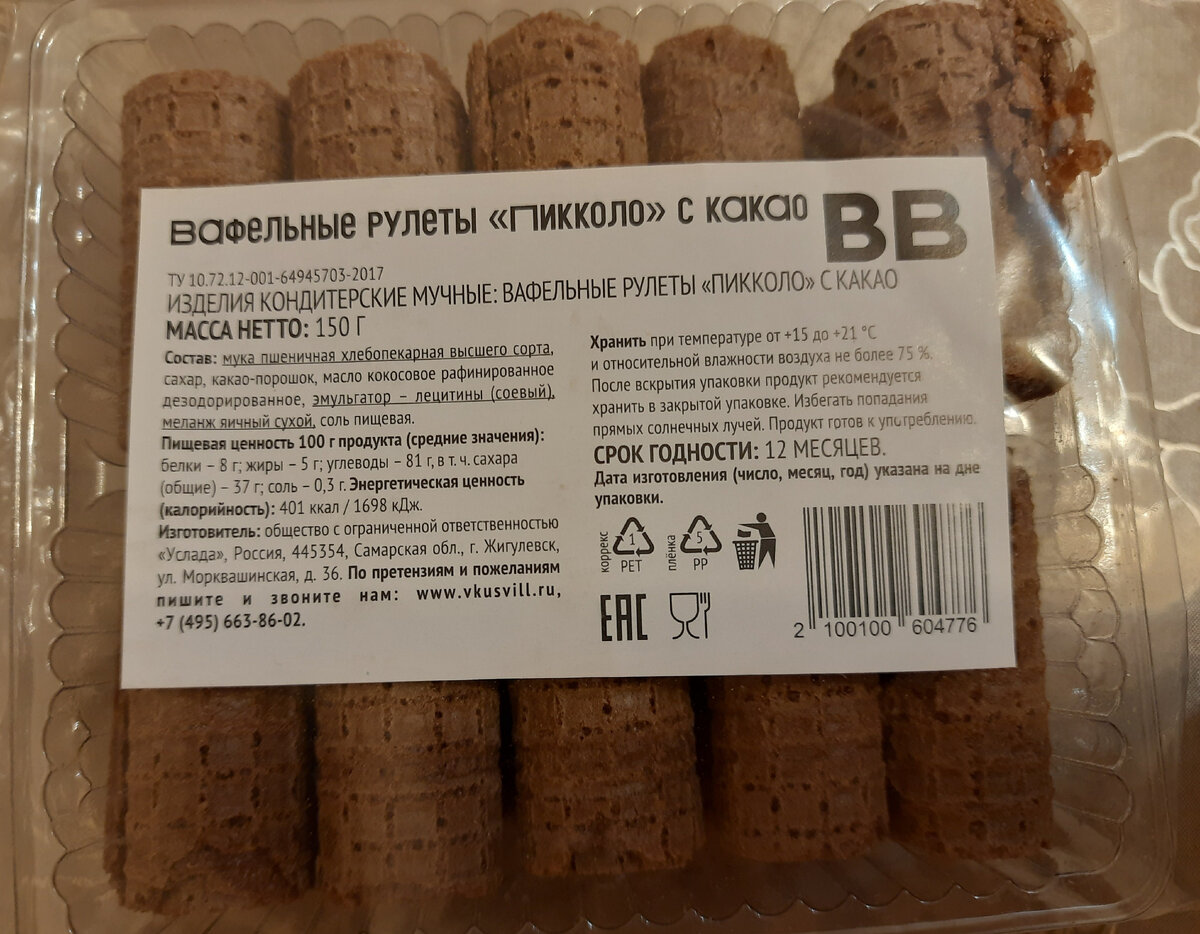 Вафельные рулеты «Пикколо» с какао
ВВ
ТУ 10.72.12-001-64945703-2017
ИЗДЕЛИЯ КОНДИТЕРСКИЕ МУЧНЫЕ: ВАФЕЛЬНЫЕ РУЛЕТЫ «ПИККОЛО» С КАКАО
МАССА НЕТТО: 150 Г
Состав: мука пшеничная хлебопекарная высшего сорта,
сахар, какао-порошок, масло кокосовое рафинированное
дезодорированное, эмульгатор – лецитины (соевый),
меланж яичный сухой, соль пищевая.
Пищевая ценность 100 г продукта (средние значения):
белки – 8 г; жиры – 5 г; углеводы – 81 г, в т. ч. сахара
(общие) – 37 г; соль – 0,3 г. Энергетическая ценность
(калорийность): 401 ккал / 1698 кДж.
Изготовитель: общество с ограниченной ответственностью
«Услада», Россия, 445354, Самарская обл., г. Жигулевск,
ул. Морквашинская, д. 36. По претензиям и пожеланиям
пишите и звоните нам: www.vkusvill.ru,
+7 (495) 663-86-02.
Хранить при температуре от +15 до +21 °С
и относительной влажности воздуха не более 75 %.
После вскрытия упаковки продукт рекомендуется
хранить в закрытой упаковке. Избегать попадания
прямых солнечных лучей. Продукт готов к употреблению.
СРОК ГОДНОСТИ: 12 МЕСЯЦЕВ.
Дата изготовления (число, месяц, год) указана на дне
упаковки.
коррекс
1
PET
плёнка
5
PP
EAC
2 100100 604776